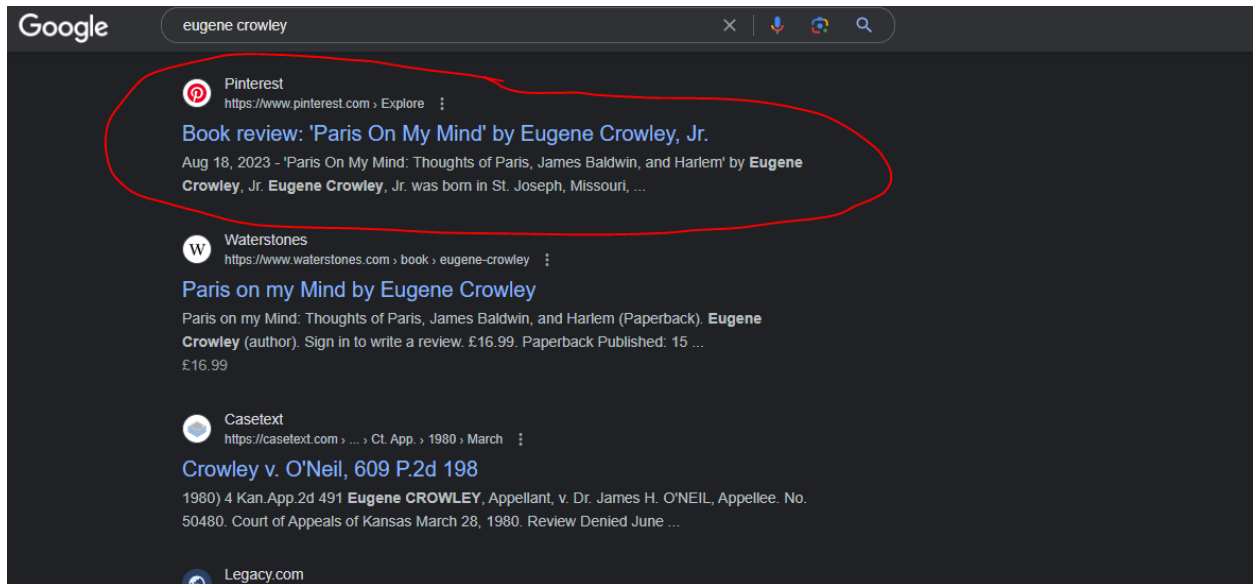 Google
eugene crowley
Pinterest
https://www.pinterest.com › Explore
Book review: 'Paris On My Mind' by Eugene Crowley, Jr.
Aug 18, 2023 - 'Paris On My Mind: Thoughts of Paris, James Baldwin, and Harlem' by Eugene
Crowley, Jr. Eugene Crowley, Jr. was born in St. Joseph, Missouri, ...
W
Waterstones
https://www.waterstones.com › book › eugene-crowley
Paris on my Mind by Eugene Crowley
Paris on my Mind: Thoughts of Paris, James Baldwin, and Harlem (Paperback). Eugene
Crowley (author). Sign in to write a review. £16.99. Paperback Published: 15 ...
£16.99
Casetext
https://casetext.com › ... › Ct. App. › 1980 › March
Crowley v. O'Neil, 609 P.2d 198
1980) 4 Kan.App.2d 491 Eugene CROWLEY, Appellant, v. Dr. James H. O'NEIL, Appellee. No.
50480. Court of Appeals of Kansas March 28, 1980. Review Denied June ...
Legacy.com